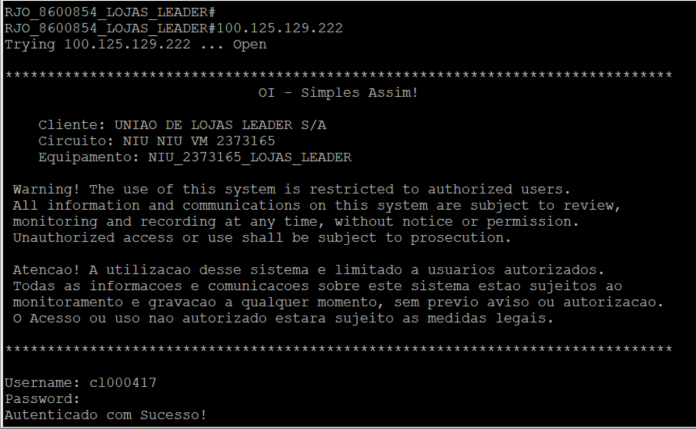 RJO_8600854_LOJAS_LEADER#
RJO_8600854_LOJAS_LEADER#100.125.129.222
Trying 100.125.129.222 ... Open
*******************************************************************************
OI - Simples Assim!
Cliente: UNIAO DE LOJAS LEADER S/A
Circuito: NIU NIU VM 2373165
Equipamento: NIU_2373165_LOJAS_LEADER
Warning! The use of this system is restricted to authorized users.
All information and communications on this system are subject to review,
monitoring and recording at any time, without notice or permission.
Unauthorized access or use shall be subject to prosecution.
Atencao! A utilizacao desse sistema e limitado a usuarios autorizados.
Todas as informacoes e comunicacoes sobre este sistema estao sujeitos ao
monitoramento e gravacao a qualquer momento, sem previo aviso ou autorizacao.
O Acesso ou uso nao autorizado estara sujeito as medidas legais.
*******************************************************************************
Username: cl000417
Password:
Autenticado com Sucesso!